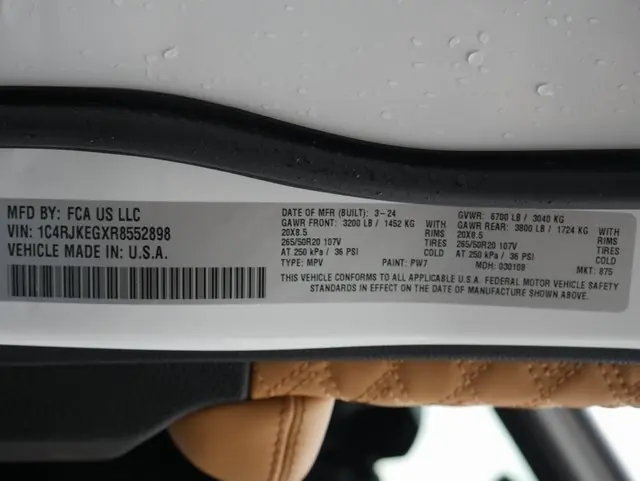 MFD BY: FCA US LLC
VIN: 1C4RJKEGXR8552898
VEHICLE MADE IN: U.S.A.
DATE OF MFR (BUILT): 3-24
GAWR FRONT: 3200 LB / 1452 KG WITH
20X8.5 RIMS
265/50R20 107V TIRES
AT 250 kPa / 36 PSI COLD
TYPE: MPV PAINT: PW7
GVWR: 6700 LB / 3040 KG
GAWR REAR: 3800 LB / 1724 KG WITH
20X8.5 RIMS
265/50R20 107V TIRES
AT 250 kPa / 36 PSI COLD
MDH: 030108 MKT: 875
THIS VEHICLE CONFORMS TO ALL APPLICABLE U.S.A. FEDERAL MOTOR VEHICLE SAFETY
STANDARDS IN EFFECT ON THE DATE OF MANUFACTURE SHOWN ABOVE.